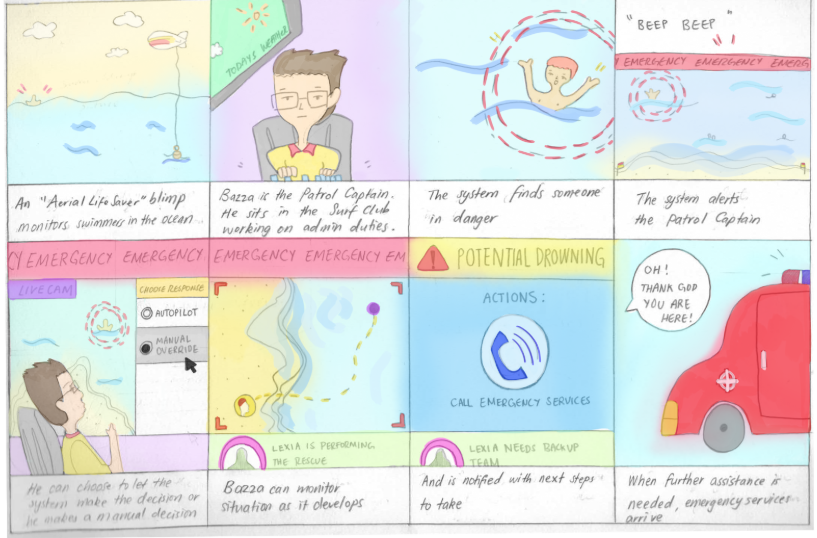 TODAYS WEATHER
"BEEP BEEP"
Y EMERGENCY EMERGENCY EMERG
An "Aerial LifeSaver" blimp
monitors swimmers in the ocean
Bazza is the Patrol Captain.
He sits in the Surf Club
working on admin duties.
The system finds someone
in danger
The system alerts
the Patrol Captain
CY EMERGENCY EMERGENCY
LIVE CAM
CHOOSE RESPONSE
AUTOPILOT
MANUAL
OVERRIDE
EMERGENCY EMERGENCY EM
LEXIA IS PERFORMING
THE RESCUE
POTENTIAL DROWNING
ACTIONS:
CALL EMERGENCY SERVICES
LEXIA NEEDS BACKUP
TEAM
OH!
THANK GOD
YOU ARE
HERE!
He can choose to let the
system make the decision or
he makes a manual decision
Bazza can monitor
situation as it develops
And is notified with next steps
to take
When further assistance is
needed, emergency services
arrive